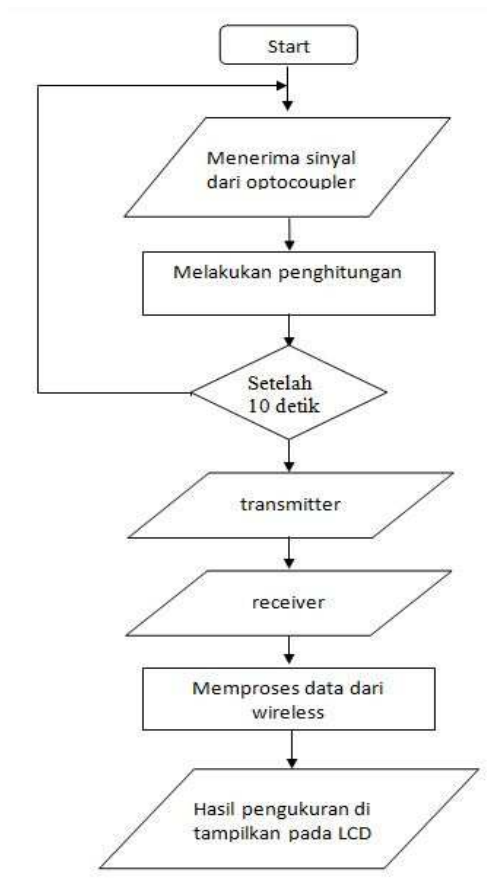 Start
Menerima sinyal
dari optocoupler
Melakukan penghitungan
Setelah
10 detik
transmitter
receiver
Memproses data dari
wireless
Hasil pengukuran di
tampilkan pada LCD